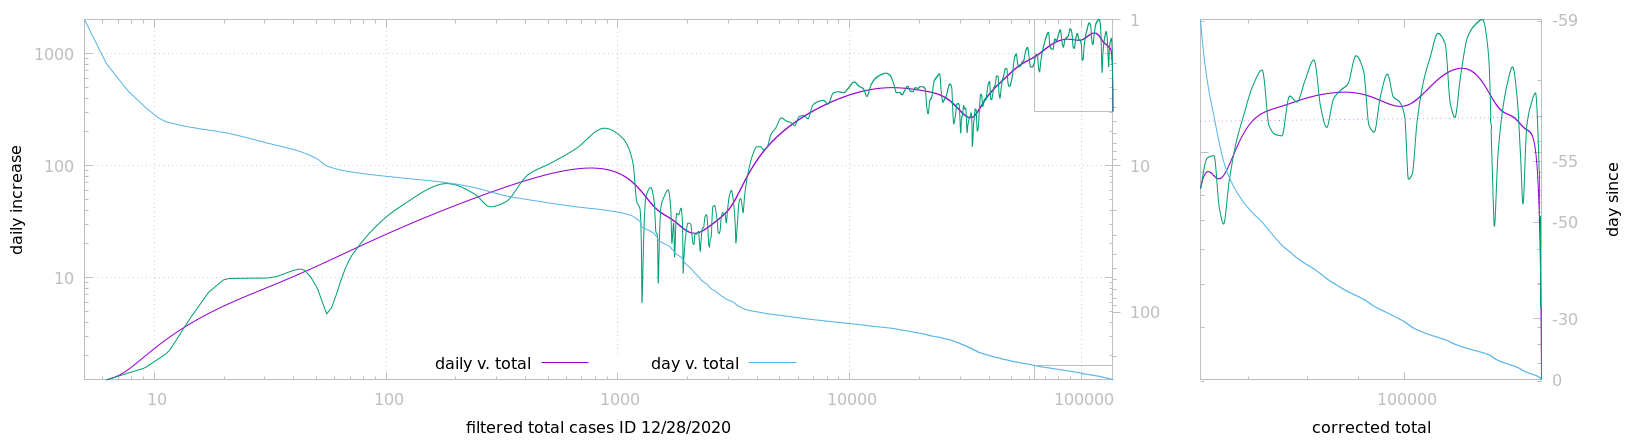 daily increase
1000
100
10
1
10
100
daily v. total
day v. total
10
100
1000
10000
100000
filtered total cases ID 12/28/2020
-59
-55
-50
-30
0
day since
100000
corrected total